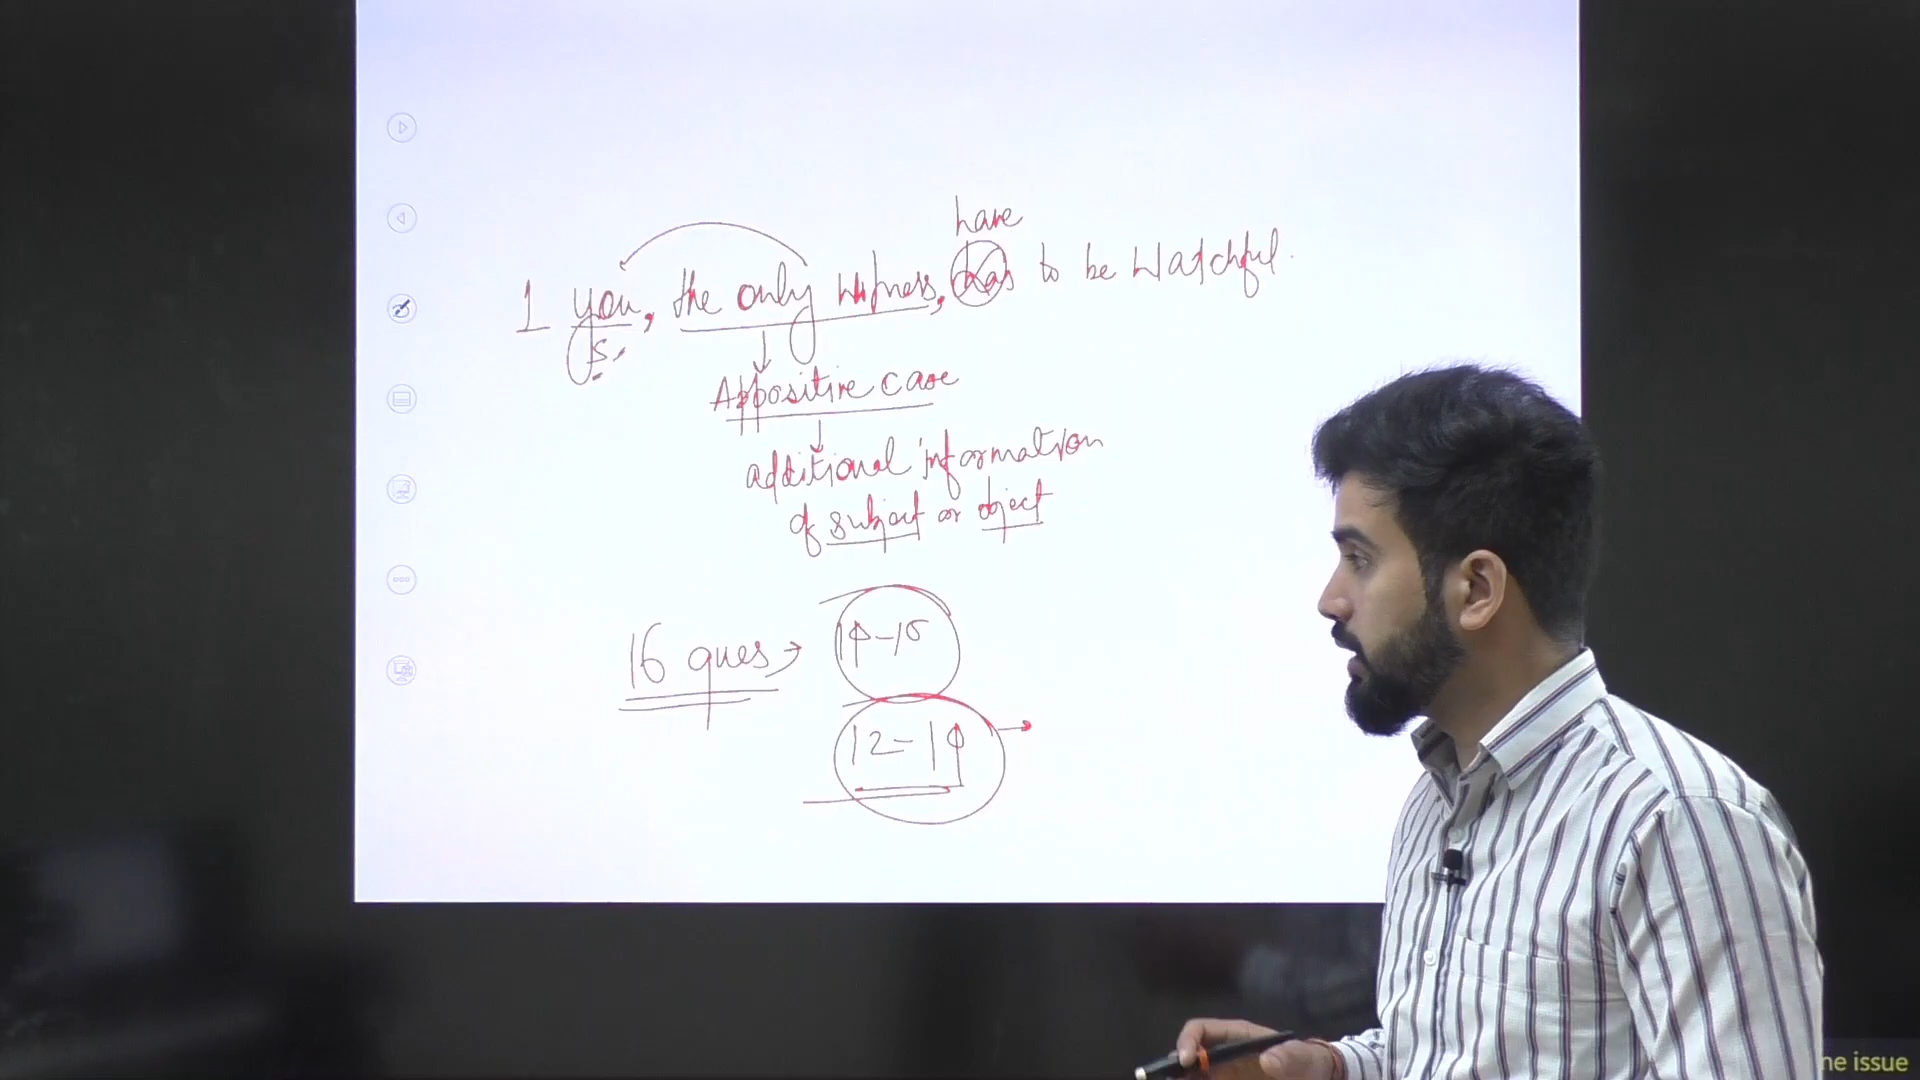 have
1 you, the only witness, has to be watchful.
S.
Appositive case
additional information
of subject or object
16 ques → 14-15
12-14
ne issue